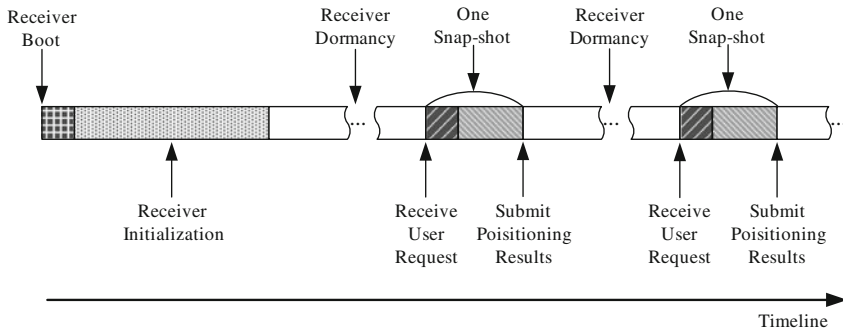 Receiver
Boot
Receiver
Dormancy
One
Snap-shot
Receiver
Dormancy
One
Snap-shot
...
...
...
Receiver
Initialization
Receive
User
Request
Submit
Poisitioning
Results
Receive
User
Request
Submit
Poisitioning
Results
Timeline